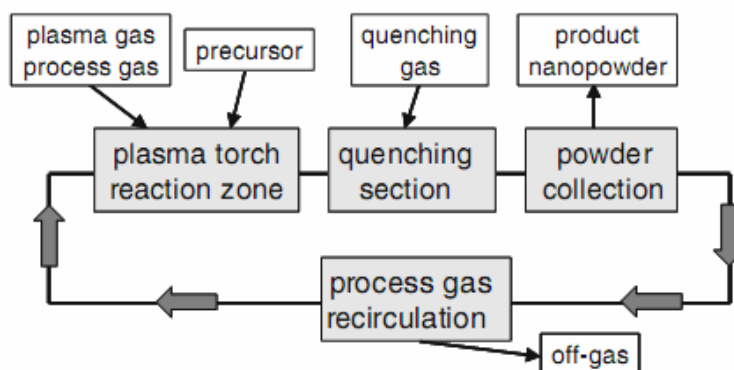 plasma gas
process gas
precursor
quenching
gas
product
nanopowder
plasma torch
reaction zone
quenching
section
powder
collection
process gas
recirculation
off-gas